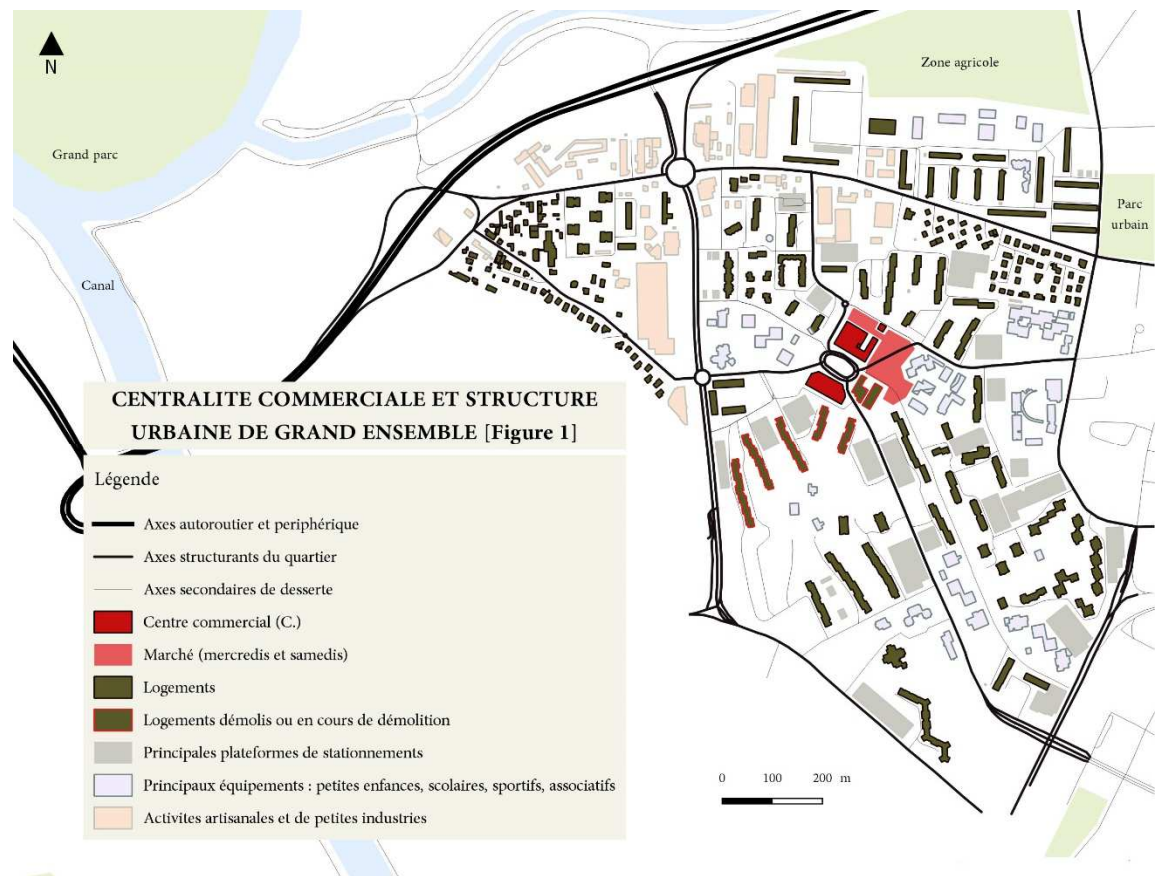 N
Zone agricole
Grand parc
Parc
urbain
Canal
CENTRALITE COMMERCIALE ET STRUCTURE
URBAINE DE GRAND ENSEMBLE [Figure 1]
Légende
Axes autoroutier et periphérique
Axes structurants du quartier
Axes secondaires de desserte
Centre commercial (C.)
Marché (mercredis et samedis)
Logements
Logements démolis ou en cours de démolition
Principales plateformes de stationnements
Principaux équipements : petites enfances, scolaires, sportifs, associatifs
Activites artisanales et de petites industries
0 100 200 m